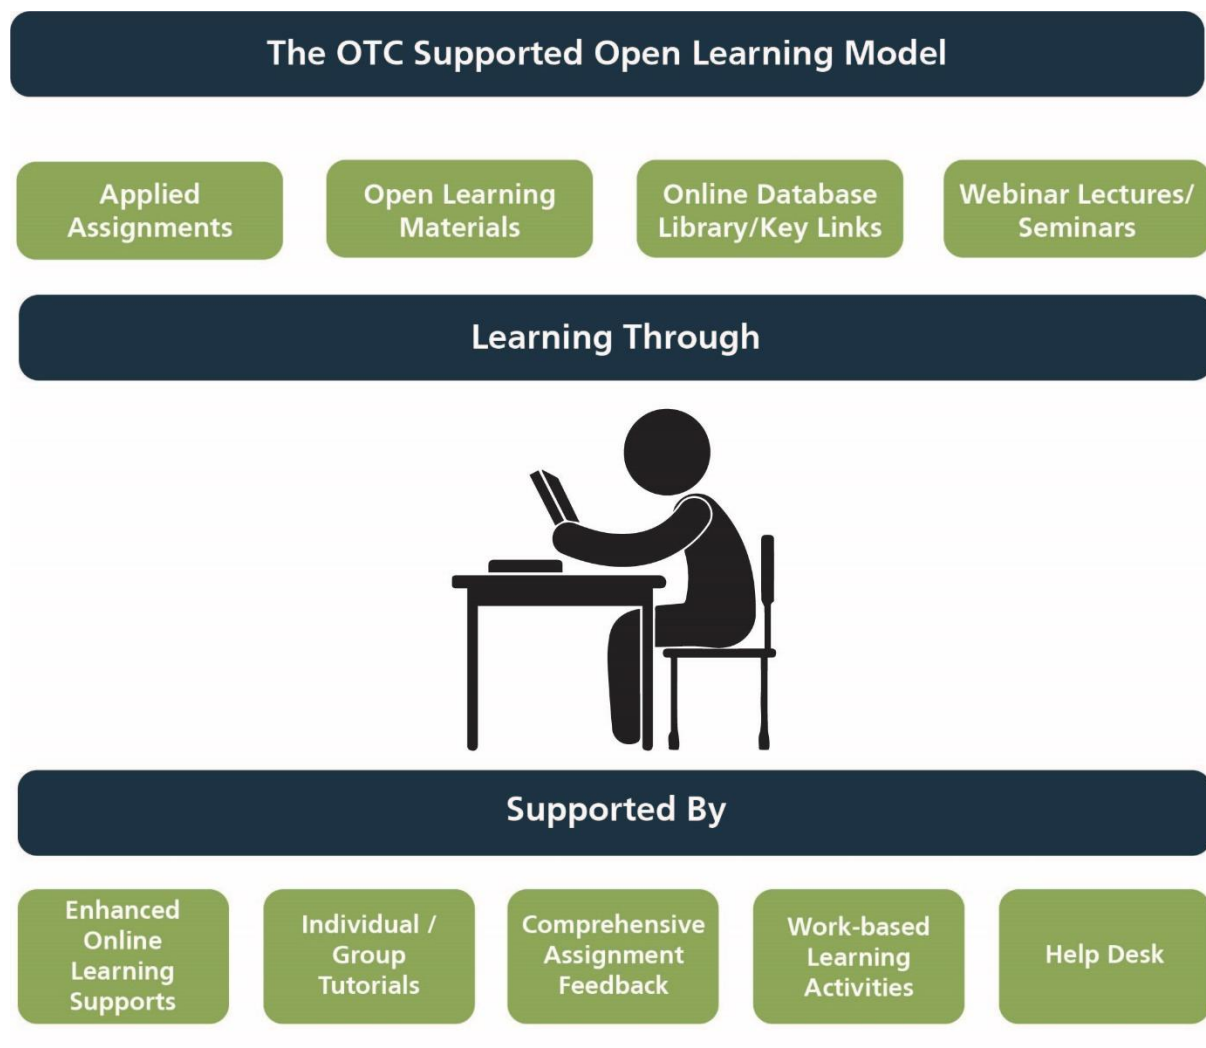 The OTC Supported Open Learning Model
Applied
Assignments
Open Learning
Materials
Online Database
Library/Key Links
Webinar Lectures/
Seminars
Learning Through
Supported By
Enhanced
Online
Learning
Supports
Individual /
Group
Tutorials
Comprehensive
Assignment
Feedback
Work-based
Learning
Activities
Help Desk